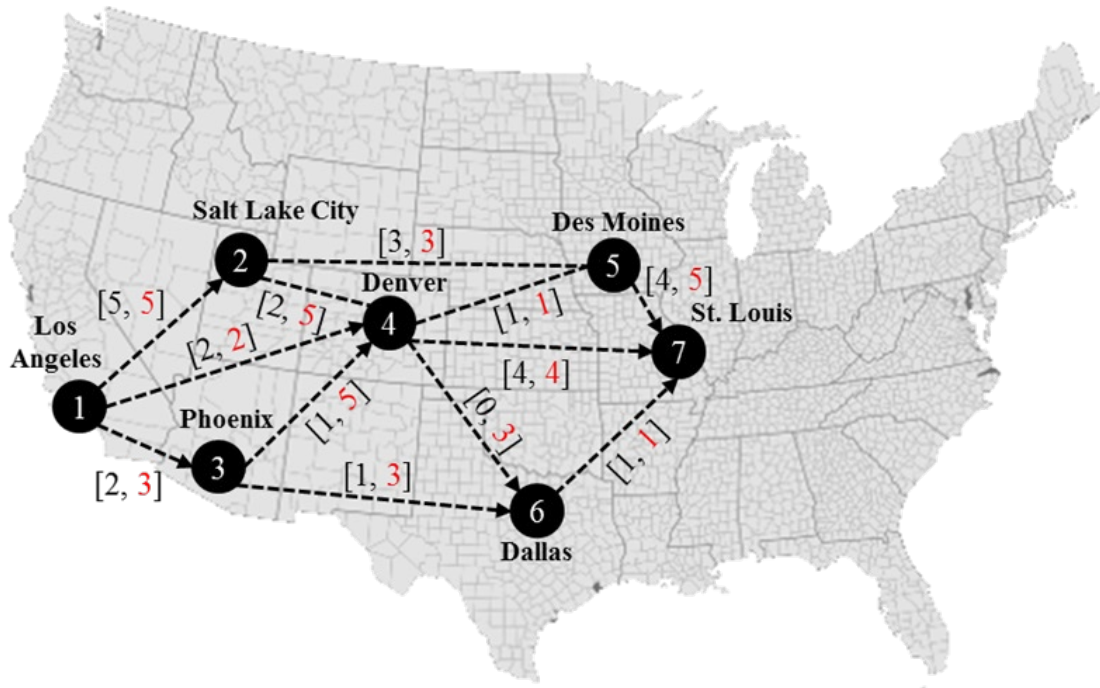 Salt Lake City
Des Moines
2
[3, 3]
5
Denver
[5, 5]
[2, 5]
4
[1, 1]
[4, 5]
St. Louis
Los
Angeles
[2, 2]
7
[4, 4]
1
Phoenix
[1, 5]
[0, 3]
3
[2, 3]
[1, 3]
[1, 1]
6
Dallas